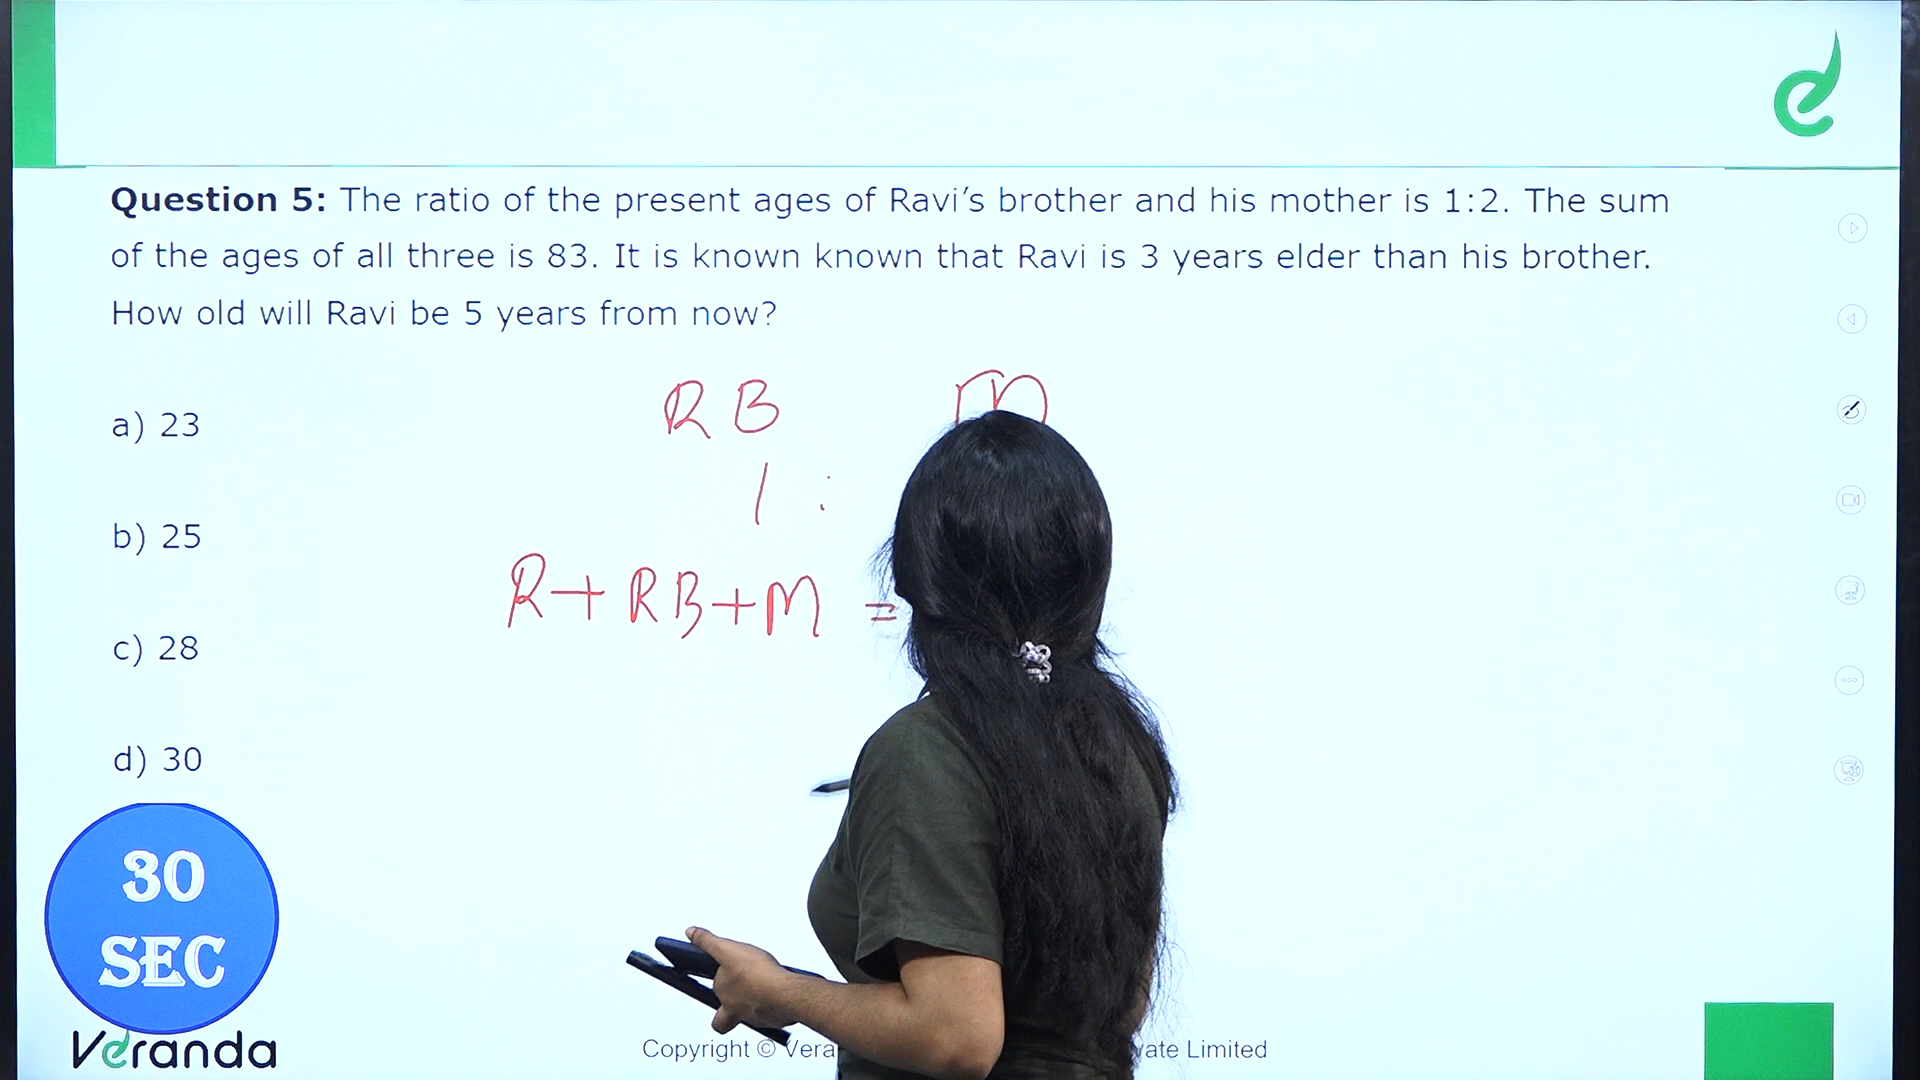 Question 5: The ratio of the present ages of Ravi’s brother and his mother is 1:2. The sum
of the ages of all three is 83. It is known known that Ravi is 3 years elder than his brother.
How old will Ravi be 5 years from now?
R B M
a) 23
1 :
b) 25
R + R B + M =
c) 28
d) 30
30
SEC
Veranda
Copyright © Vera vate Limited